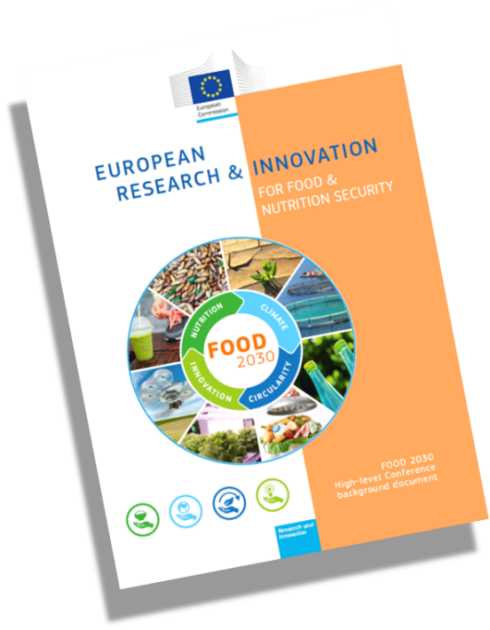 European
Commission
EUROPEAN
RESEARCH & INNOVATION
FOR FOOD &
NUTRITION SECURITY
NUTRITION
CLIMATE
FOOD
2030
INNOVATION
CIRCULARITY
FOOD 2030
High-level Conference
background document
Research and
Innovation